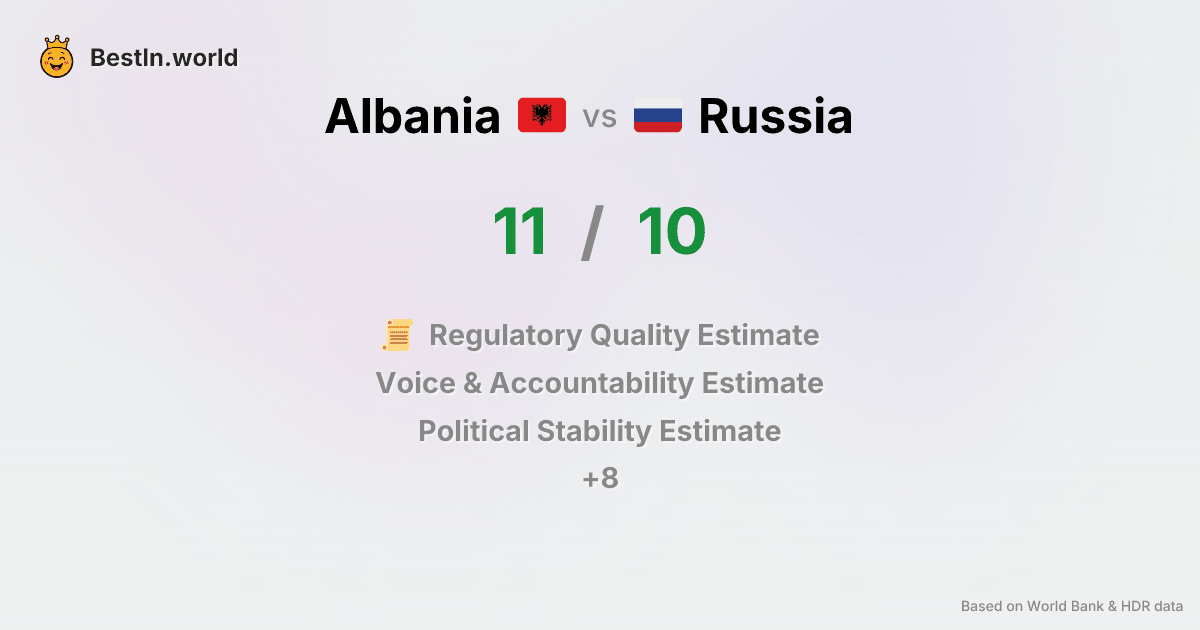 BestIn.world
Albania vs Russia
11 / 10
Regulatory Quality Estimate
Voice & Accountability Estimate
Political Stability Estimate
+8
Based on World Bank & HDR data